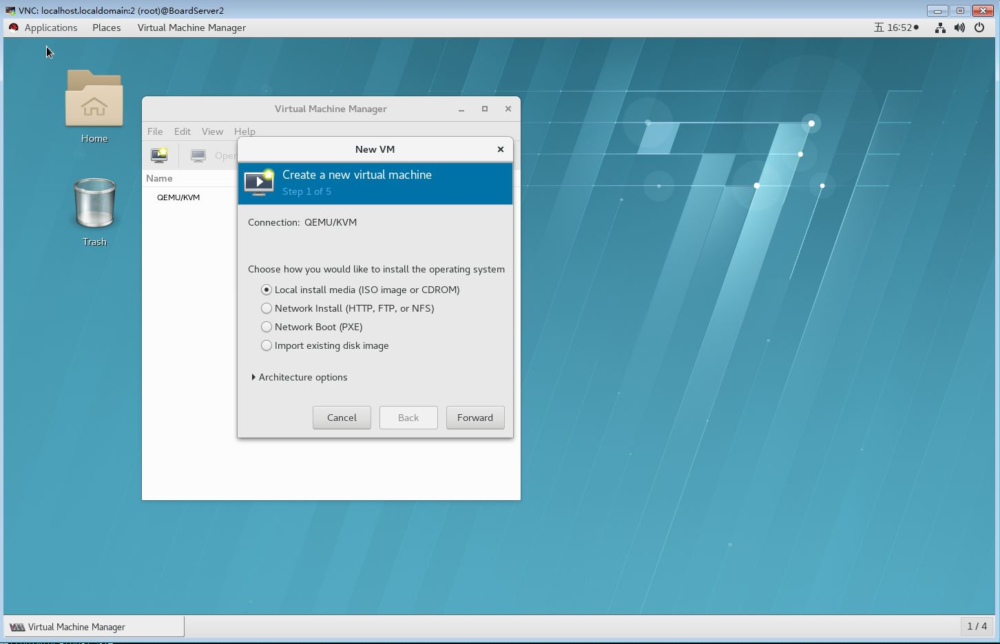 VNC: localhost.localdomain:2 (root)@BoardServer2
Applications Places Virtual Machine Manager 五 16:52
Home
Trash
Virtual Machine Manager
File Edit View Help
Name
QEMU/KVM
New VM
Create a new virtual machine
Step 1 of 5
Connection: QEMU/KVM
Choose how you would like to install the operating system
Local install media (ISO image or CDROM)
Network Install (HTTP, FTP, or NFS)
Network Boot (PXE)
Import existing disk image
Architecture options
Cancel Back Forward
Virtual Machine Manager 1 / 4